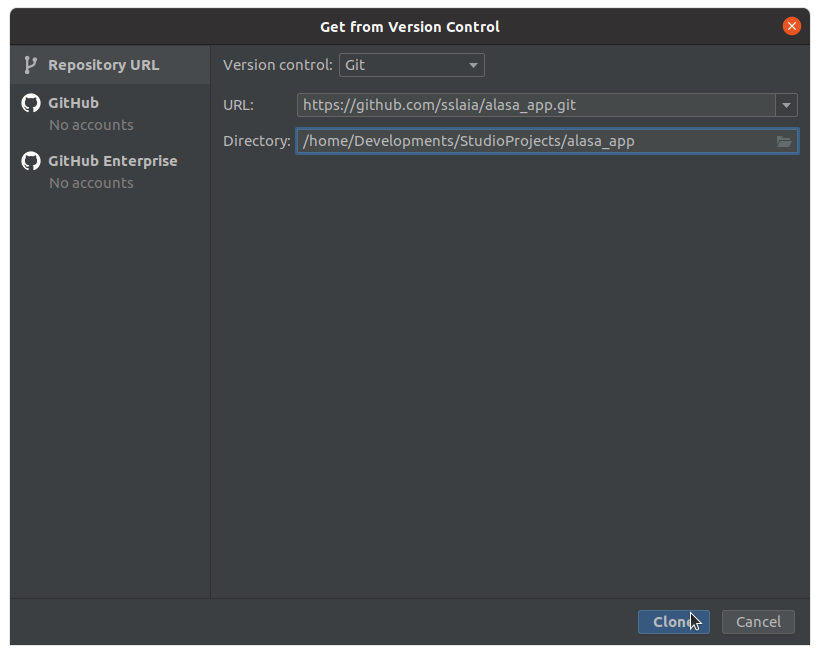 Get from Version Control
Repository URL
GitHub
No accounts
GitHub Enterprise
No accounts
Version control: Git
URL: https://github.com/sslaia/alasa_app.git
Directory: /home/Developments/StudioProjects/alasa_app
Clone Cancel